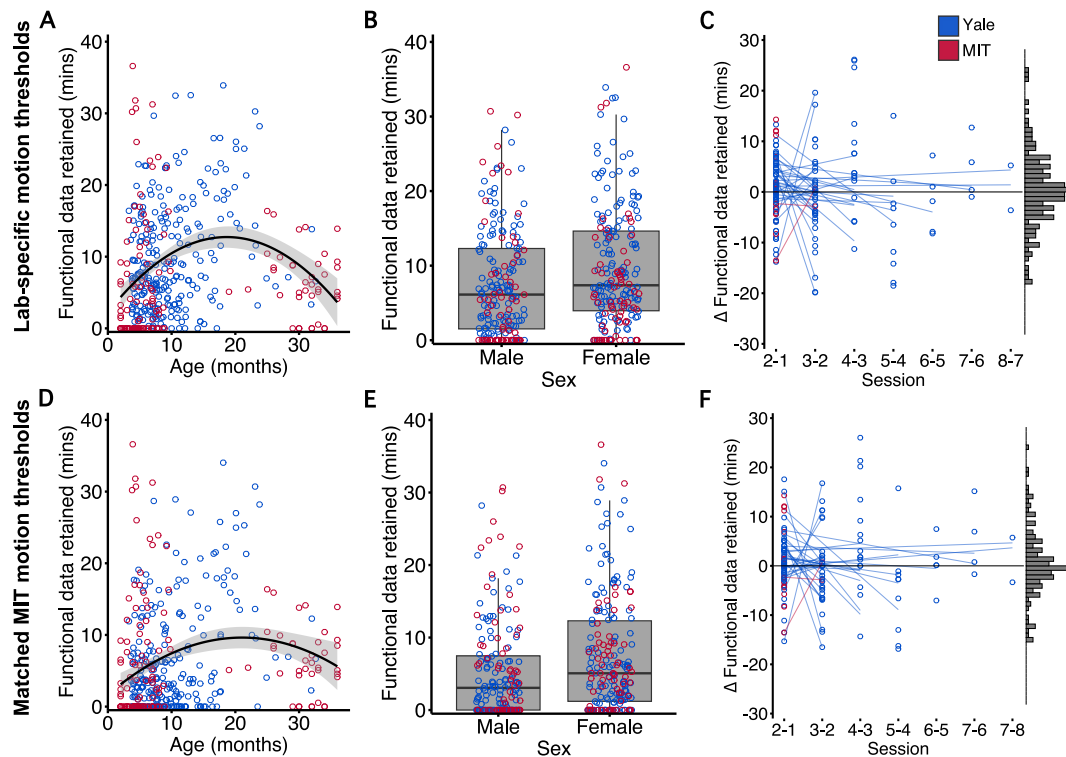 Lab-specific motion thresholds
A
Functional data retained (mins)
40
30
20
10
0
0 10 20 30
Age (months)
B
Functional data retained (mins)
40
30
20
10
0
Male Female
Sex
C
Yale
MIT
Δ Functional data retained (mins)
30
20
10
0
-10
-20
-30
2-1 3-2 4-3 5-4 6-5 7-6 8-7
Session
Matched MIT motion thresholds
D
Functional data retained (mins)
40
30
20
10
0
0 10 20 30
Age (months)
E
Functional data retained (mins)
40
30
20
10
0
Male Female
Sex
F
Δ Functional data retained (mins)
30
20
10
0
-10
-20
-30
2-1 3-2 4-3 5-4 6-5 7-6 7-8
Session